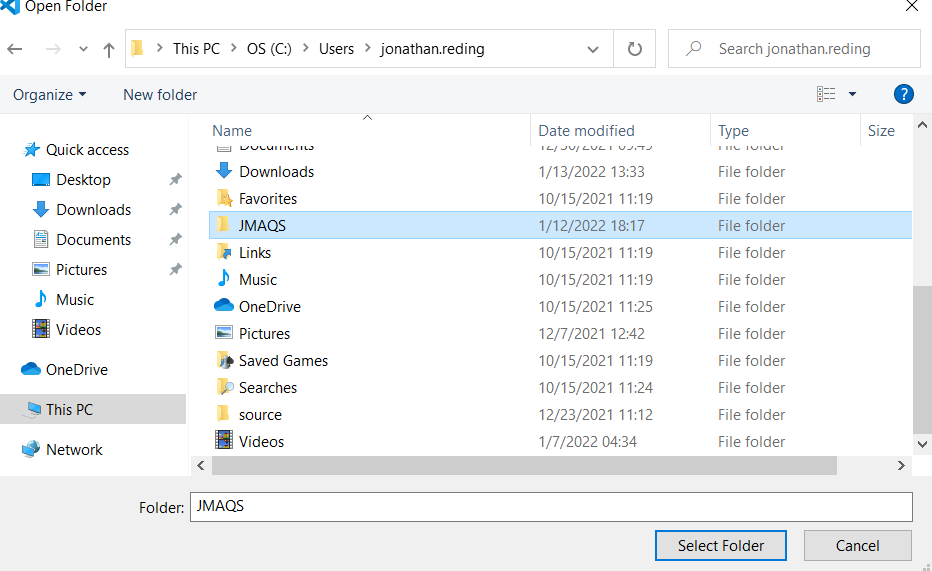 Open Folder
This PC OS (C:) Users jonathan.reding Search jonathan.reding
Organize New folder ?
Name Date modified Type Size
Documents 12/30/2021 09:49 File folder
Downloads 1/13/2022 13:33 File folder
Favorites 10/15/2021 11:19 File folder
JMAQS 1/12/2022 18:17 File folder
Links 10/15/2021 11:19 File folder
Music 10/15/2021 11:19 File folder
OneDrive 10/15/2021 11:25 File folder
Pictures 12/7/2021 12:42 File folder
Saved Games 10/15/2021 11:19 File folder
Searches 10/15/2021 11:24 File folder
source 12/23/2021 11:12 File folder
Videos 1/7/2022 04:34 File folder
Quick access
Desktop
Downloads
Documents
Pictures
Music
Videos
OneDrive
This PC
Network
Folder: JMAQS
Select Folder Cancel